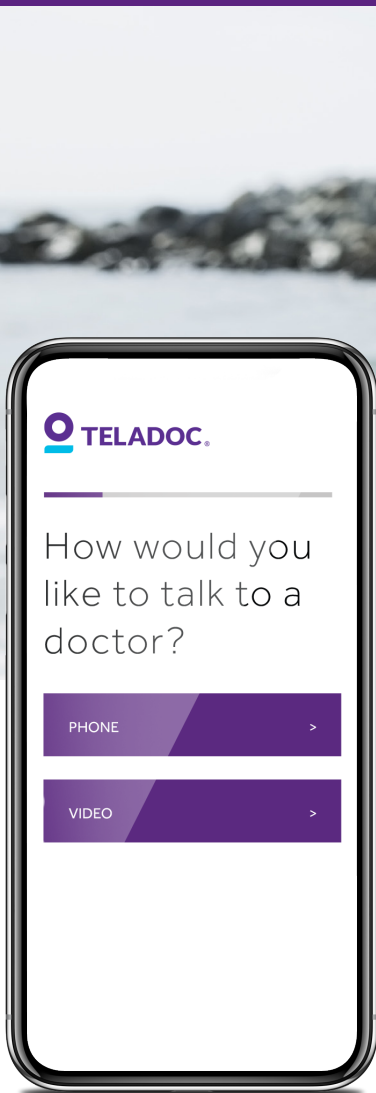 TELADOC®
How would you
like to talk to a
doctor?
PHONE >
VIDEO >